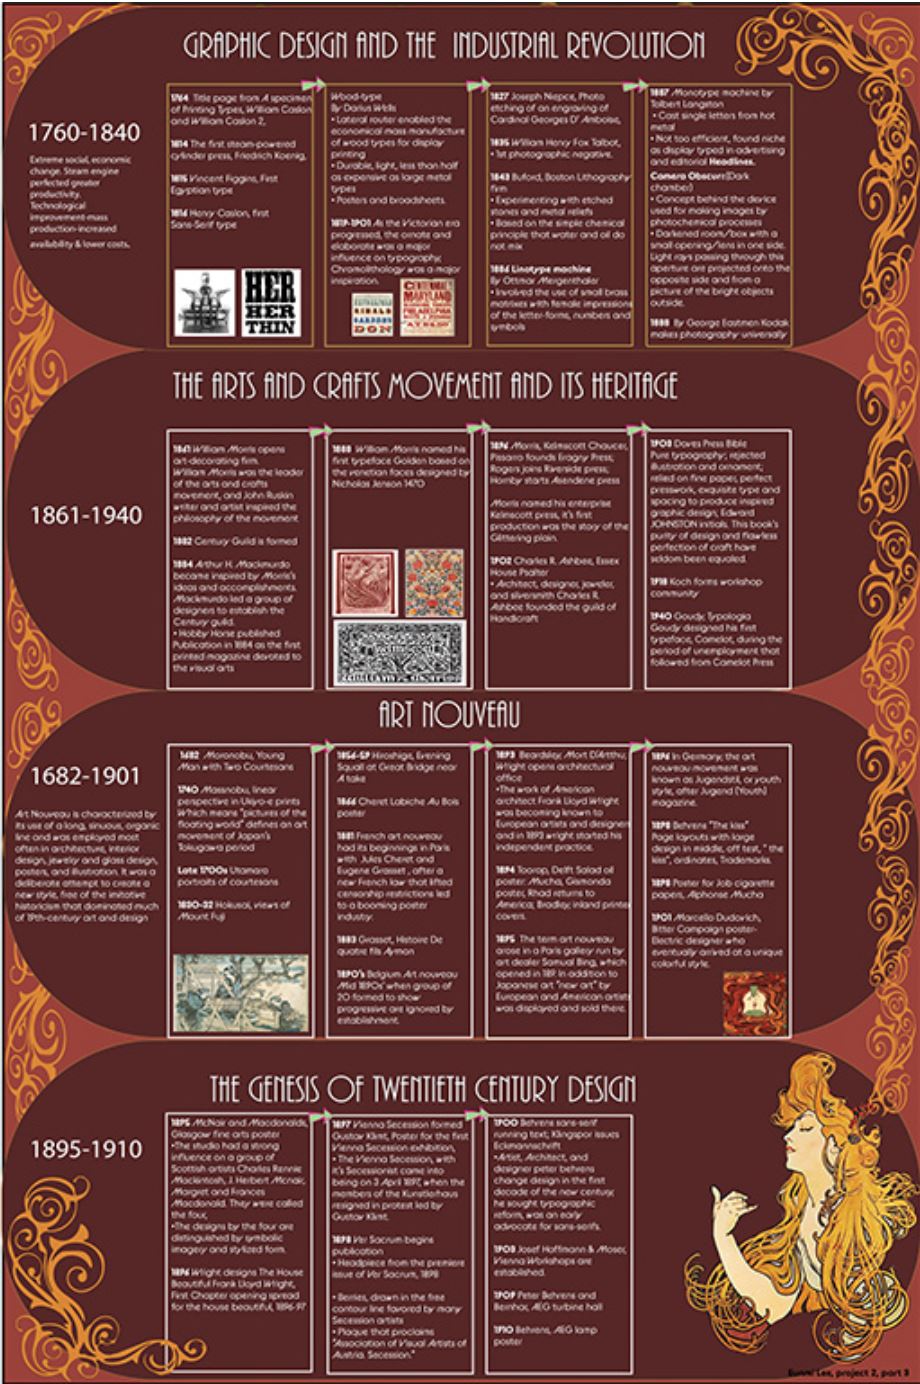 GRAPHIC DESIGN AND THE INDUSTRIAL REVOLUTION
1760-1840
Extreme social, economic
change. Steam engine
perfected greater
productivity.
Technological
improvement-mass
production-increased
availability & lower costs.
1764 Title page from A specimen
of Printing Types, William Caslon
and William Caslon 2,
1814 The first steam-powered
cylinder press, Friedrich Koenig,
1815 Vincent Figgins, First
Egyptian type
1816 Henry Caslon, first
Sans-Serif type
HER
HER
THIN
Wood-type
By Darius Wells
• Lateral router enabled the
economical mass manufacture
of wood types for display
printing
• Durable, light, less than half
as expensive as large metal
types
• Posters and broadsheets.
1819-1901 As the Victorian era
progressed, the ornate and
elaborate was a major
influence on typography,
Chromolithology was a major
inspiration.
DON
MARYLAND
PHILADELPHIA
1827 Joseph Niepce, Photo
etching of an engraving of
Cardinal Georges D' Amboise,
1835 William Henry Fox Talbot,
• 1st photographic negative.
1843 Buford, Boston Lithography
firm
• Experimenting with etched
stones and metal reliefs
• Based on the simple chemical
principle that water and oil do
not mix
1886 Linotype machine
By Ottmar Mergenthaler
• Involved the use of small brass
matrixes with female impressions
of the letter-forms, numbers and
symbols
1887 Monotype machine by
Tolbert Langston
• Cast single letters from hot
metal
• Not too efficient, found niche
as display typed in advertising
and editorial Headlines.
Camera Obscure(Dark
chamber)
• Concept behind the device
used for making images by
photochemical processes
• Darkened room/box with a
small opening/lens in one side.
Light rays passing through this
aperture are projected onto the
opposite side and from a
picture of the bright objects
outside.
1888 By George Eastmen Kodak
makes photography universally
THE ARTS AND CRAFTS MOVEMENT AND ITS HERITAGE
1861-1940
1861 William Morris opens
art-decorating firm.
William Morris was the leader
of the arts and crafts
movement, and John Ruskin
writer and artist inspired the
philosophy of the movement
1882 Century Guild is formed
1884 Arthur H. Mackmurdo
became inspired by Morris's
ideas and accomplishments.
Mackmurdo led a group of
designers to establish the
Century guild.
• Hobby Horse published
Publication in 1884 as the first
printed magazine devoted to
the visual arts
1888 William Morris named his
first typeface Golden based on
the venetian faces designed by
Nicholas Jenson 1470
1896 Morris, Kelmscott Chaucer,
Pissarro founds Eragny Press;
Rogers joins Riverside press;
Hornby starts Asendene press
Morris named his enterprise
Kelmscott press, it's first
production was the story of the
Glittering plain.
1902 Charles R. Ashbee, Essex
House Psalter
• Architect, designer, jeweler,
and silversmith Charles R.
Ashbee founded the guild of
Handicraft
1903 Doves Press Bible
Pure typography; rejected
illustration and ornament;
relied on fine paper, perfect
presswork, exquisite type and
spacing to produce inspired
graphic design, Edward
JOHNSTON initials. This book's
purity of design and flawless
perfection of craft have
seldom been equaled.
1918 Koch forms workshop
community
1940 Goudy, Typologia
Goudy designed his first
typeface, Camelot, during the
period of unemployment that
followed from Camelot Press
ART NOUVEAU
1682-1901
Art Nouveau is characterized by
its use of a long, sinuous, organic
line and was employed most
often in architecture, interior
design, jewelry and glass design,
posters, and illustration. It was a
deliberate attempt to create a
new style, free of the imitative
historicism that dominated much
of 19th-century art and design
1682 Moronobu, Young
Man with Two Courtesans
1740 Massnobu, linear
perspective in Ukiyo-e prints
Which means "pictures of the
floating world" defines an art
movement of Japan's
Tokugawa period
Late 1700s Utamaro
portraits of courtesans
1830-32 Hokusai, views of
Mount Fuji
1856-59 Hiroshige, Evening
Squall at Great Bridge near
A take
1866 Cheret Labiche Au Bois
poster
1881 French art nouveau
had its beginnings in Paris
with Jules Cheret and
Eugene Grasset , after a
new French law that lifted
censorship restrictions led
to a booming poster
industry.
1883 Grasset, Histoire De
quatre fils Aymon
1890's Belgium Art nouveau
Mid 1890s' when group of
20 formed to show
progressive are ignored by
establishment.
1893 Beardsley, Mort D'Arthu,
Wright opens architectural
office
•The work of American
architect Frank Lloyd Wright
was becoming known to
European artists and designers
and in 1893 wright started his
independent practice.
1894 Toorop, Delft Salad oil
poster: Mucha, Gismonda
poster, Rhad returns to
America; Bradley, inland printer
covers.
1895 The term art nouveau
arose in a Paris gallery run by
art dealer Samual Bing, which
opened in 189. In addition to
Japanese art "new art" by
European and American artists
was displayed and sold there.
1896 In Germany, the art
nouveau movement was
known as Jugendstil, or youth
style, after Jugend (Youth)
magazine.
1898 Behrens "The kiss"
Page layouts with large
design in middle, off test, " the
kiss", ordinates, Trademarks.
1898 Poster for Job cigarette
papers, Alphonse Mucha
1901 Marcello Dudovich,
Bitter Campaign poster-
Electric designer who
eventually arrived at a unique
colorful style.
THE GENESIS OF TWENTIETH CENTURY DESIGN
1895-1910
1895 McNair and Macdonalds,
Glasgow fine arts poster
•The studio had a strong
influence on a group of
Scottish artists Charles Rennie
Mackintosh, J. Herbert Mcnair,
Margret and Frances
Macdonald. They were called
the four,
•The designs by the four are
distinguished by symbolic
imagery and stylized form.
1896 Wright designs The House
Beautiful Frank Lloyd Wright,
First Chapter opening spread
for the house beautiful, 1896-97
1897 Vienna Secession formed
Gustav Klimt, Poster for the first
Vienna Secession exhibition,
• The Vienna Secession, with
it's Secessionist came into
being on 3 April 1897, when the
members of the Kunstlerhaus
resigned in protest led by
Gustav Klimt.
1898 Ver Sacrum begins
publication
• Headpiece from the premiere
issue of Ver Sacrum, 1898
• Berries, drawn in the free
contour line favored by many
Secession artists
• Plaque that proclaims
"Association of Visual Artists of
Austria. Secession."
1900 Behrens sans-serif
running text; Klingspor issues
Eckmannschrift
•Artist, Architect, and
designer peter behrens
change design in the first
decade of the new century,
he sought typographic
reform, was an early
advocate for sans-serifs.
1903 Josef Hoffmann & Moser,
Vienna Workshops are
established.
1909 Peter Behrens and
Bernhar, AEG turbine hall
1910 Behrens, AEG lamp
poster
Eunmi Lee, project 2, part 3